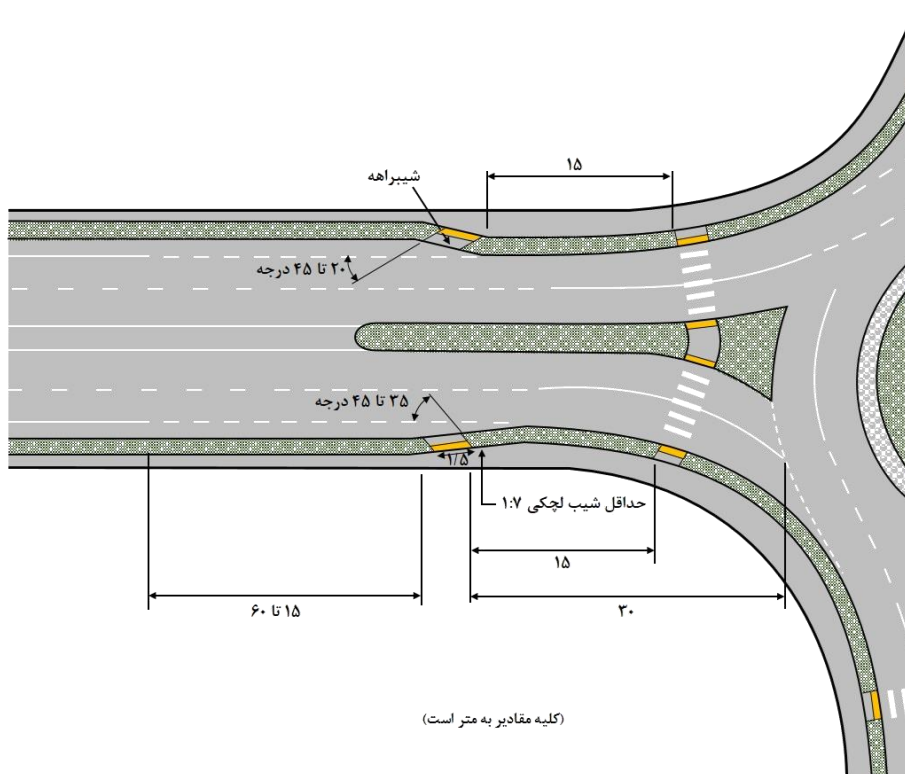 ۱۵
شیبراهه
۲۰ تا ۴۵ درجه
۳۵ تا ۴۵ درجه
۱/۵
حداقل شیب لچکی ۱:۷
۱۵
۱۵ تا ۶۰
۳۰
(کلیه مقادیر به متر است)